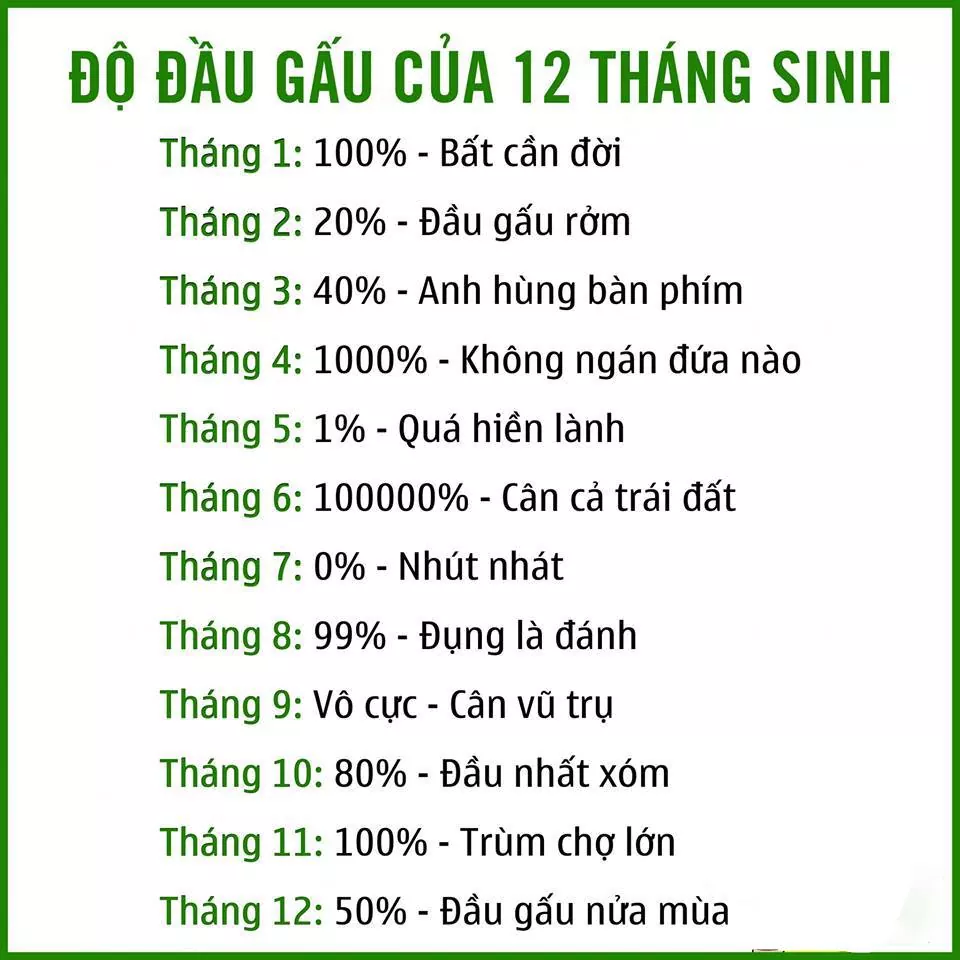 ĐỘ ĐẦU GẤU CỦA 12 THÁNG SINH
Tháng 1: 100% - Bất cần đời
Tháng 2: 20% - Đầu gấu rởm
Tháng 3: 40% - Anh hùng bàn phím
Tháng 4: 1000% - Không ngán đứa nào
Tháng 5: 1% - Quá hiền lành
Tháng 6: 100000% - Cân cả trái đất
Tháng 7: 0% - Nhút nhát
Tháng 8: 99% - Đụng là đánh
Tháng 9: Vô cực - Cân vũ trụ
Tháng 10: 80% - Đầu nhất xóm
Tháng 11: 100% - Trùm chợ lớn
Tháng 12: 50% - Đầu gấu nửa mùa